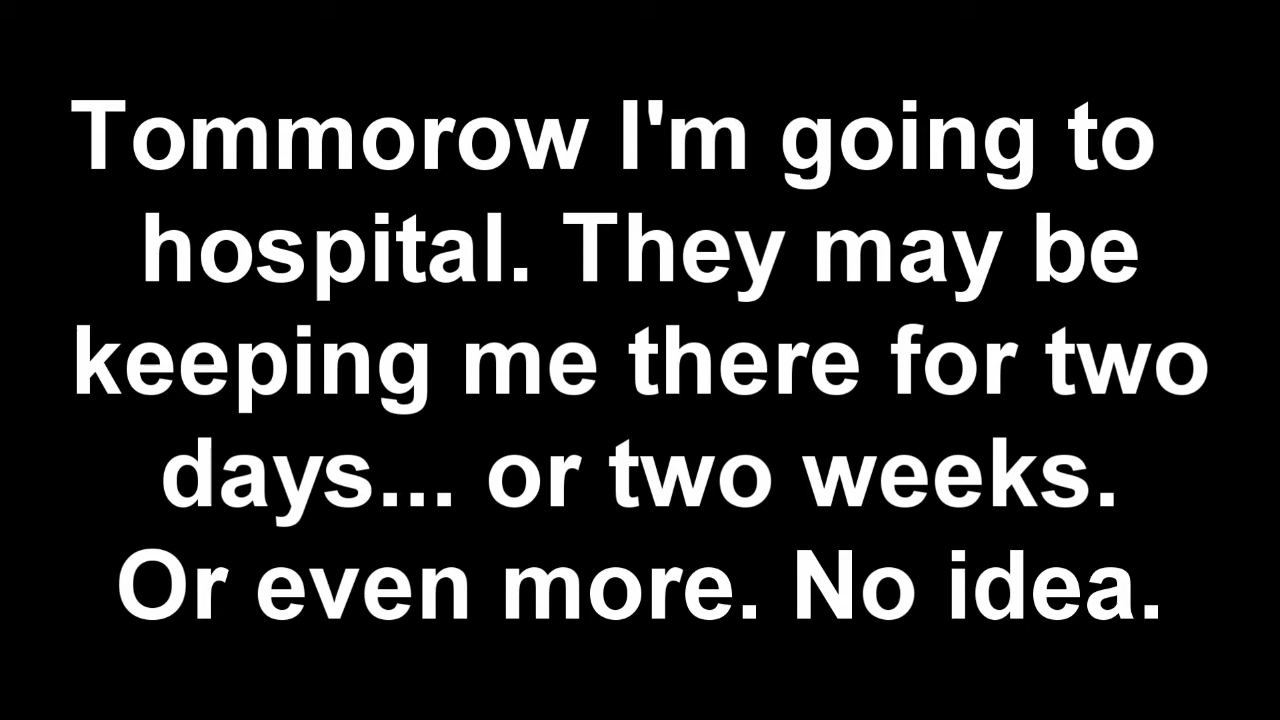 Tommorow I'm going to
hospital. They may be
keeping me there for two
days... or two weeks.
Or even more. No idea.